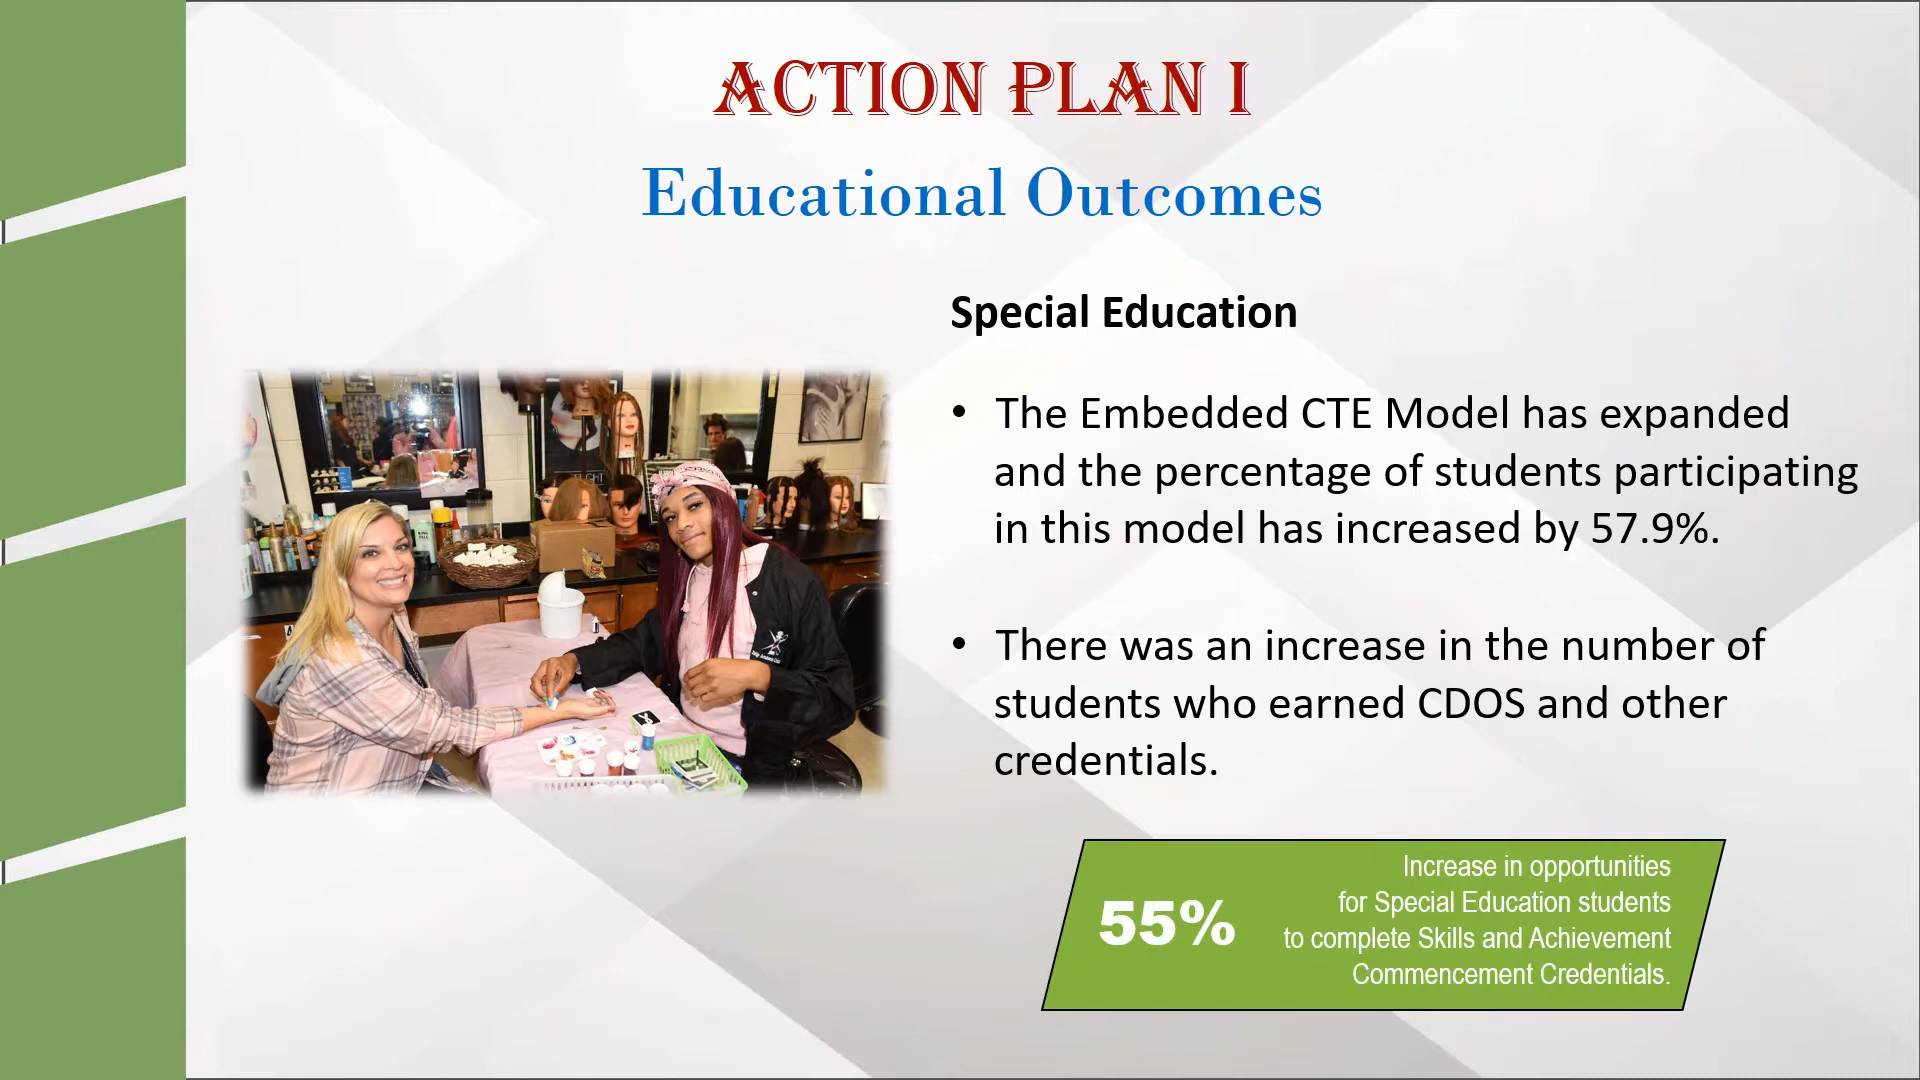 ACTION PLAN I
Educational Outcomes
Special Education
• The Embedded CTE Model has expanded
and the percentage of students participating
in this model has increased by 57.9%.
• There was an increase in the number of
students who earned CDOS and other
credentials.
55%
Increase in opportunities
for Special Education students
to complete Skills and Achievement
Commencement Credentials.